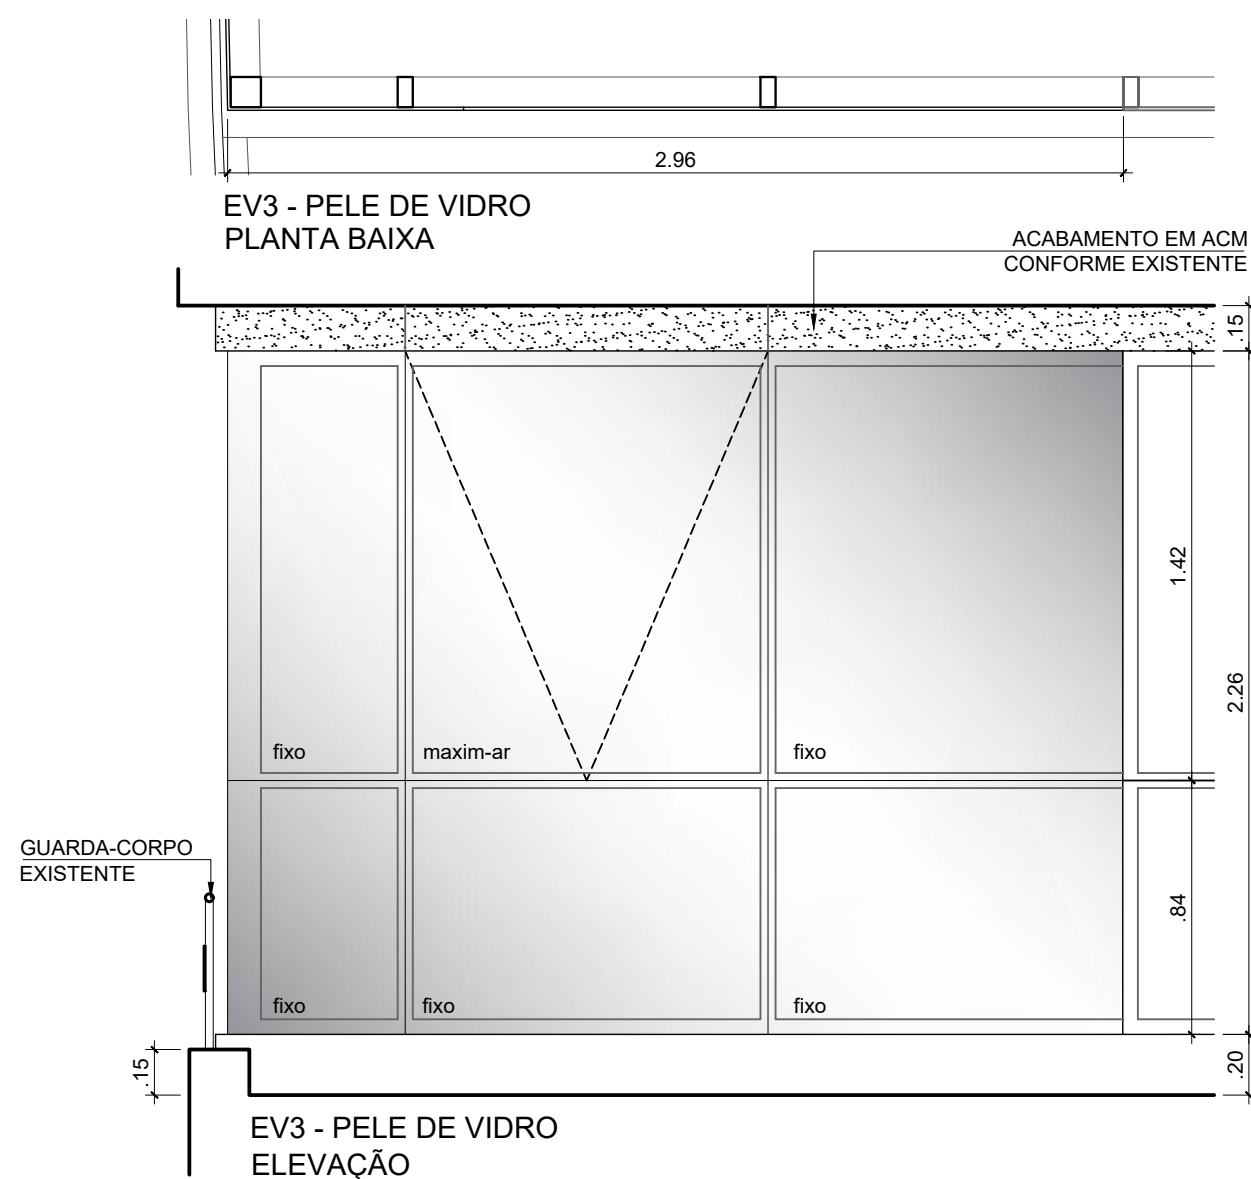 2.96
EV3 - PELE DE VIDRO
PLANTA BAIXA
ACABAMENTO EM ACM
CONFORME EXISTENTE
.15
1.42
2.26
fixo
maxim-ar
fixo
GUARDA-CORPO
EXISTENTE
.84
fixo
fixo
fixo
.15
.20
EV3 - PELE DE VIDRO
ELEVAÇÃO